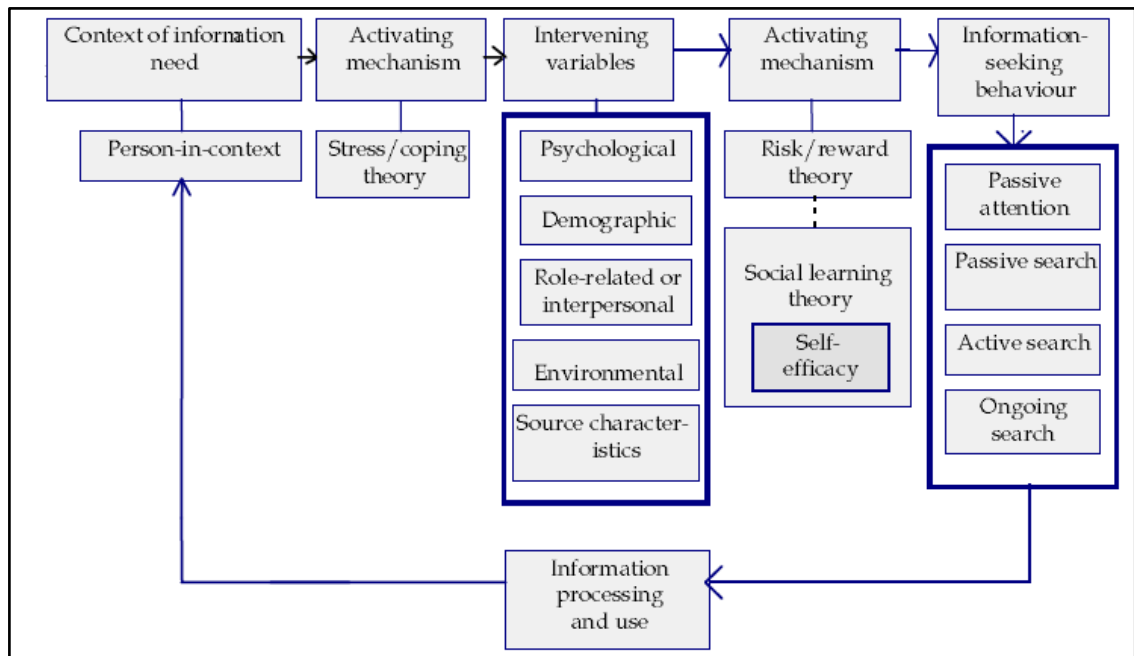 Context of information
need
Activating
mechanism
Intervening
variables
Activating
mechanism
Information-
seeking
behaviour
Person-in-context
Stress/coping
theory
Psychological
Demographic
Role-related or
interpersonal
Environmental
Source character-
istics
Risk/reward
theory
Social learning
theory
Self-
efficacy
Passive
attention
Passive search
Active search
Ongoing
search
Information
processing
and use